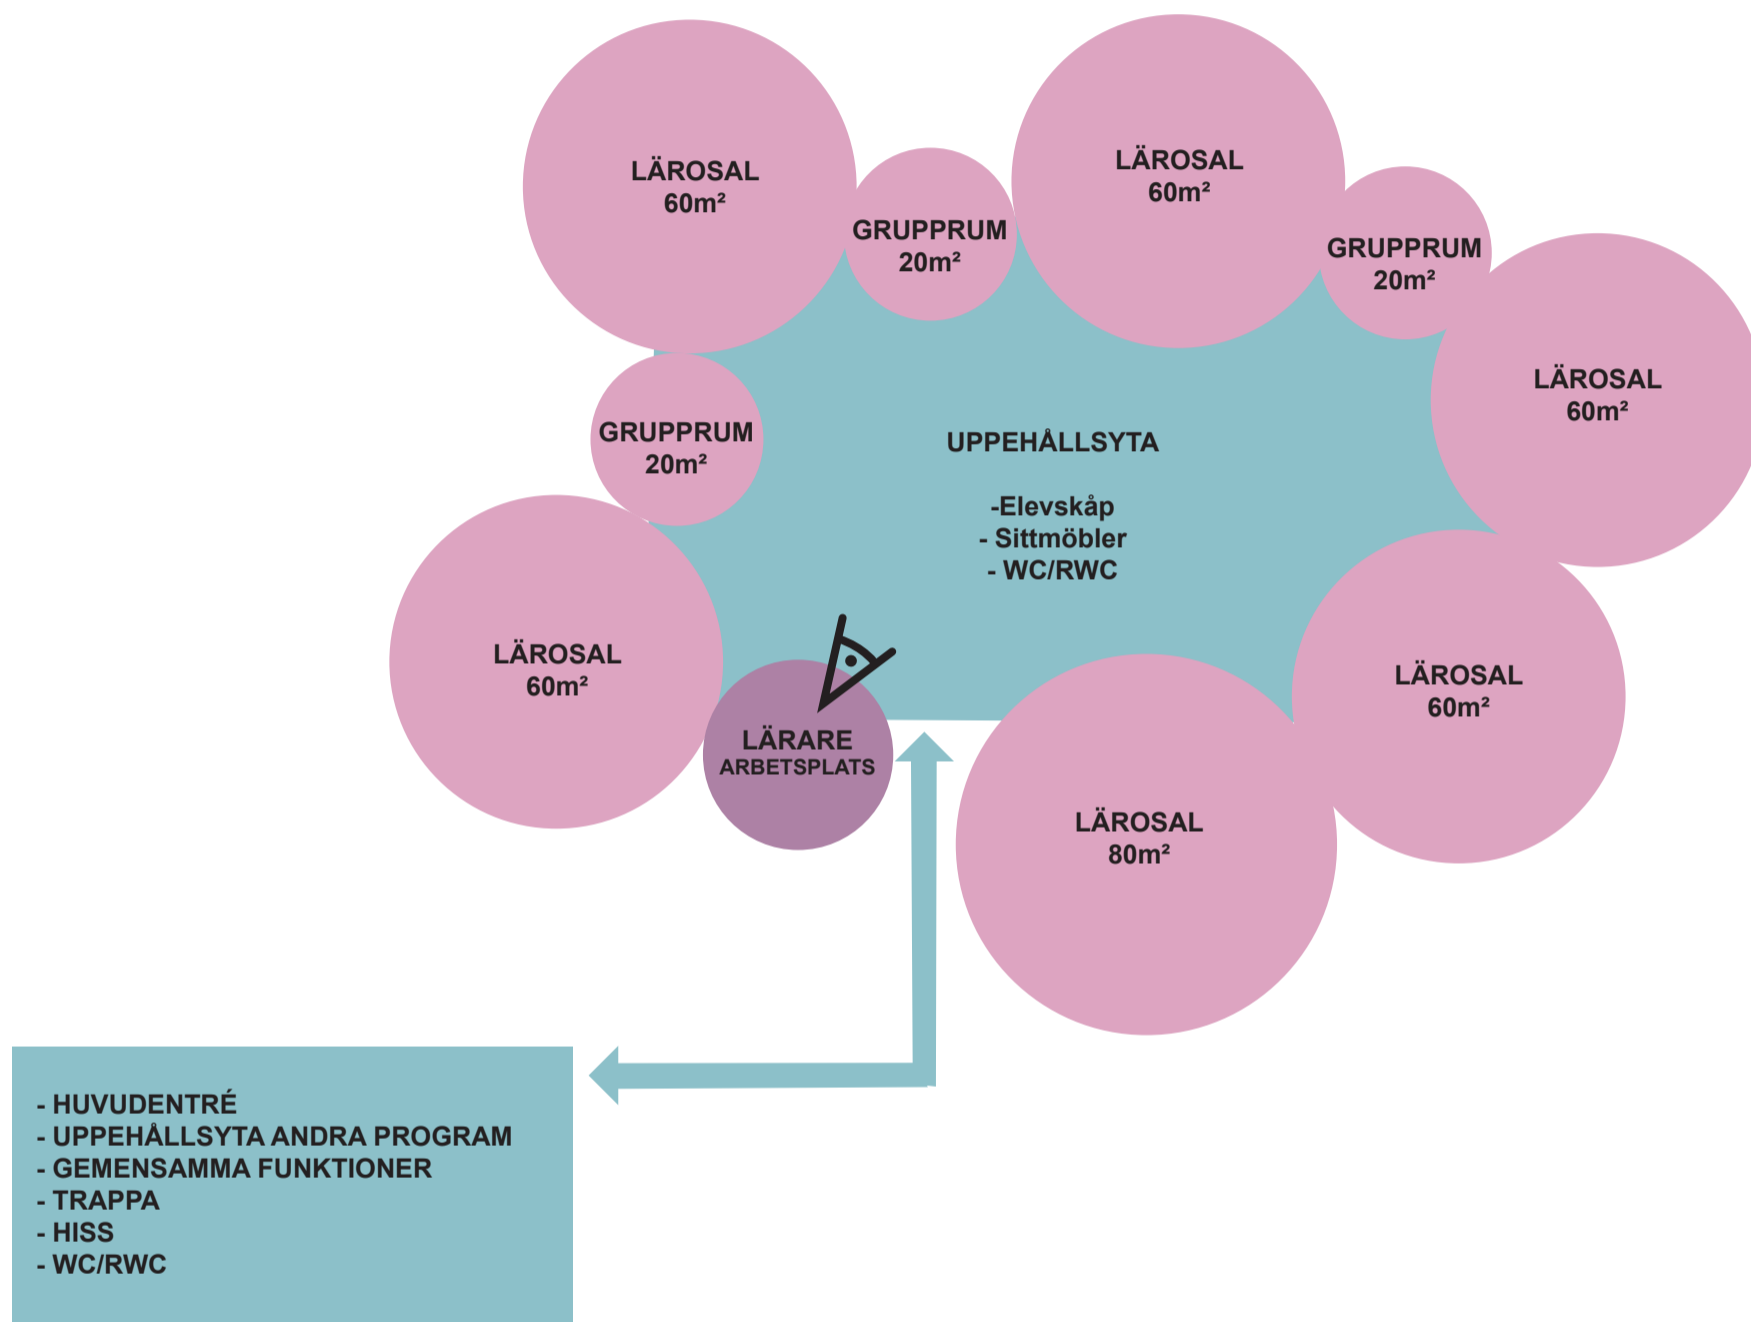 LÄROSAL
60m²
GRUPPRUM
20m²
LÄROSAL
60m²
GRUPPRUM
20m²
LÄROSAL
60m²
GRUPPRUM
20m²
UPPEHÅLLSYTA
-Elevskåp
- Sittmöbler
- WC/RWC
LÄROSAL
60m²
LÄRARE
ARBETSPLATS
LÄROSAL
60m²
LÄROSAL
80m²
- HUVUDENTRÉ
- UPPEHÅLLSYTA ANDRA PROGRAM
- GEMENSAMMA FUNKTIONER
- TRAPPA
- HISS
- WC/RWC